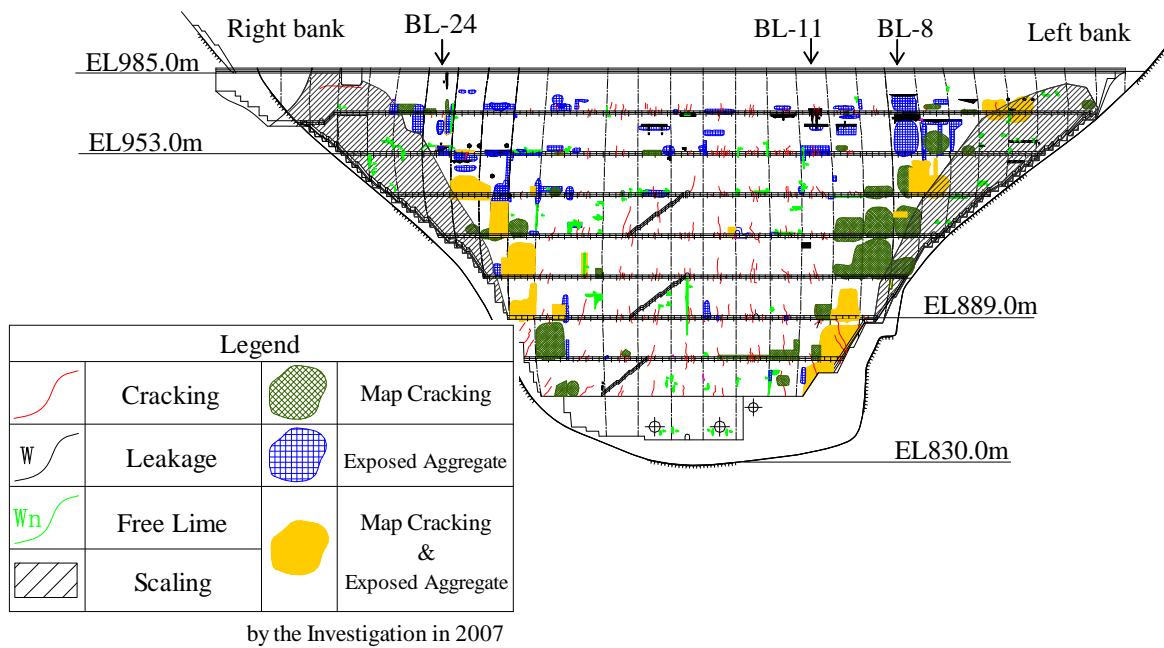 Right bank
BL-24
BL-11
BL-8
Left bank
EL985.0m
EL953.0m
EL889.0m
EL830.0m
Legend
Cracking
Map Cracking
W
Leakage
Exposed Aggregate
Wn
Free Lime
Map Cracking
&
Exposed Aggregate
Scaling
by the Investigation in 2007